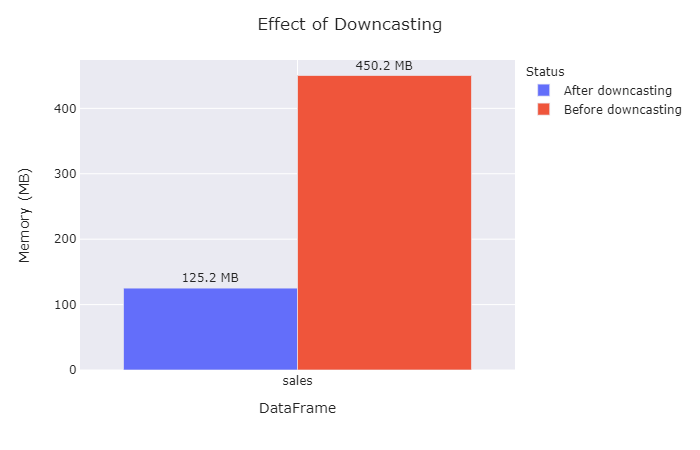 Effect of Downcasting
Status
After downcasting
Before downcasting
450.2 MB
125.2 MB
Memory (MB)
400
300
200
100
0
sales
DataFrame